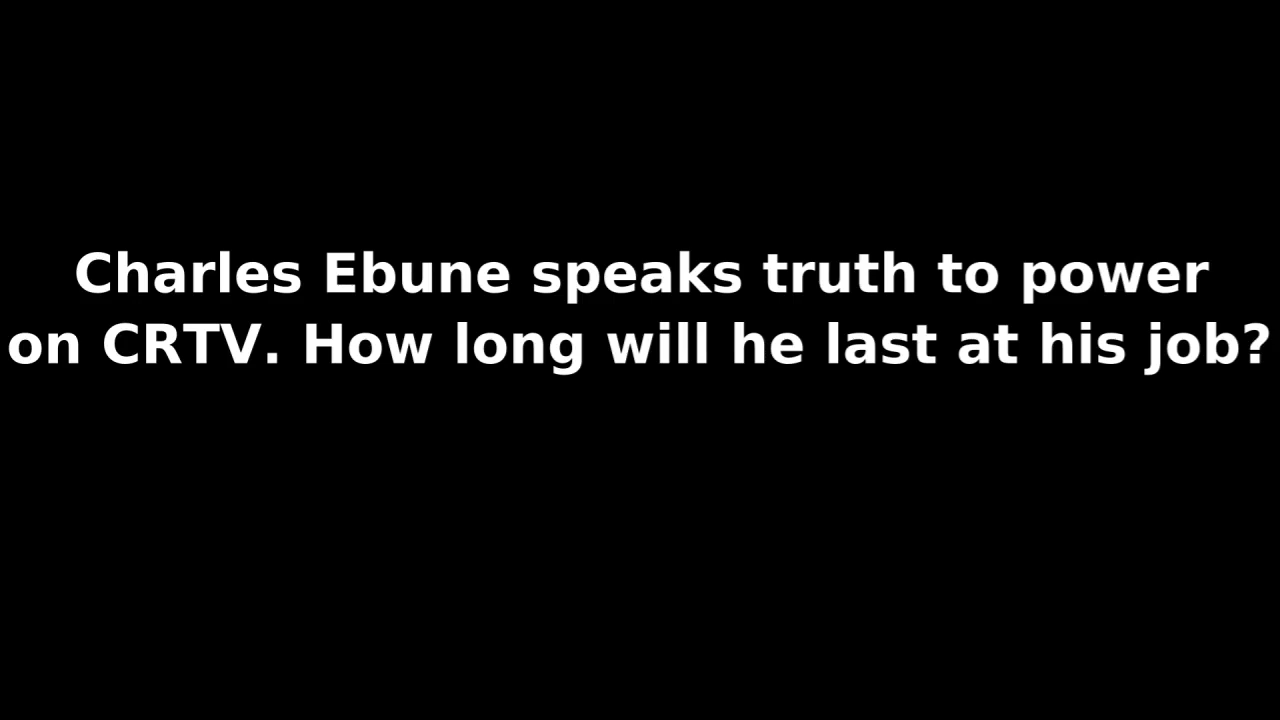 Charles Ebune speaks truth to power
on CRTV. How long will he last at his job?